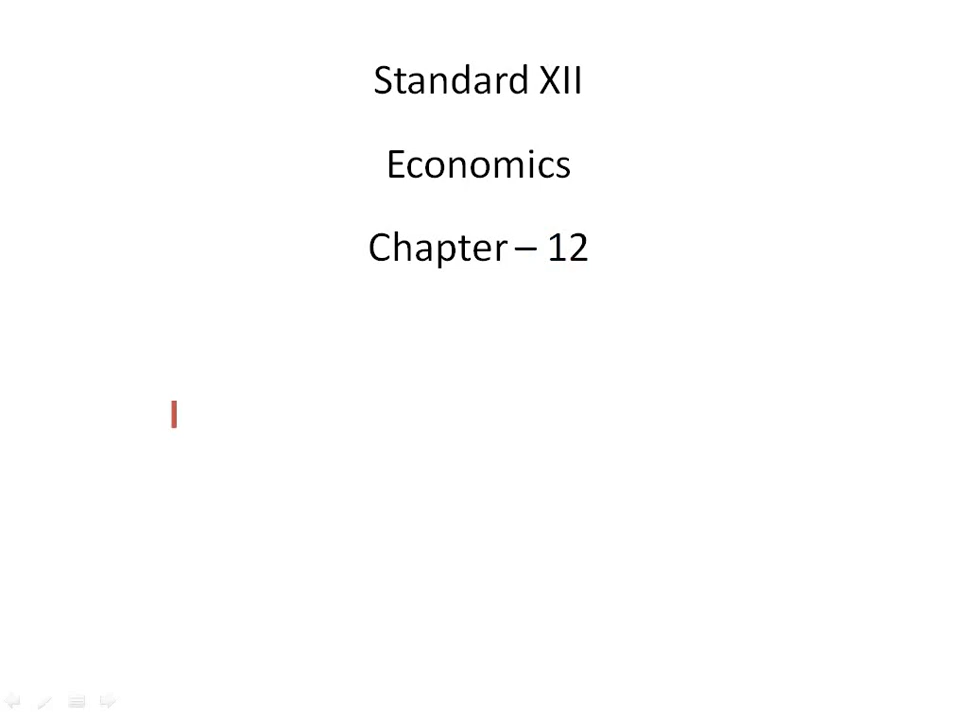 Standard XII
Economics
Chapter – 12
I